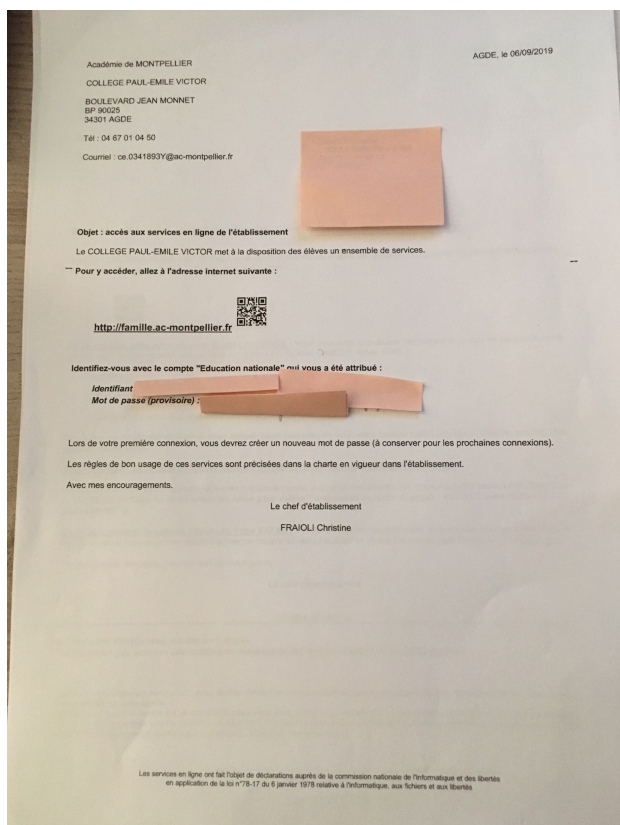 AGDE, le 06/09/2019
Académie de MONTPELLIER
COLLEGE PAUL-EMILE VICTOR
BOULEVARD JEAN MONNET
BP 90025
34301 AGDE
Tél : 04 67 01 04 50
Courriel : ce.0341893Y@ac-montpellier.fr
Objet : accès aux services en ligne de l'établissement
Le COLLEGE PAUL-EMILE VICTOR met à la disposition des élèves un ensemble de services.
Pour y accéder, allez à l'adresse internet suivante :
http://famille.ac-montpellier.fr
Identifiez-vous avec le compte "Education nationale" qui vous a été attribué :
Identifiant
Mot de passe (provisoire) :
Lors de votre première connexion, vous devrez créer un nouveau mot de passe (à conserver pour les prochaines connexions).
Les règles de bon usage de ces services sont précisées dans la charte en vigueur dans l'établissement.
Avec mes encouragements.
Le chef d'établissement
FRAIOLI Christine
Les services en ligne ont fait l'objet de déclarations auprès de la commission nationale de l'informatique et des libertés
en application de la loi n°78-17 du 6 janvier 1978 relative à l'informatique, aux fichiers et aux libertés